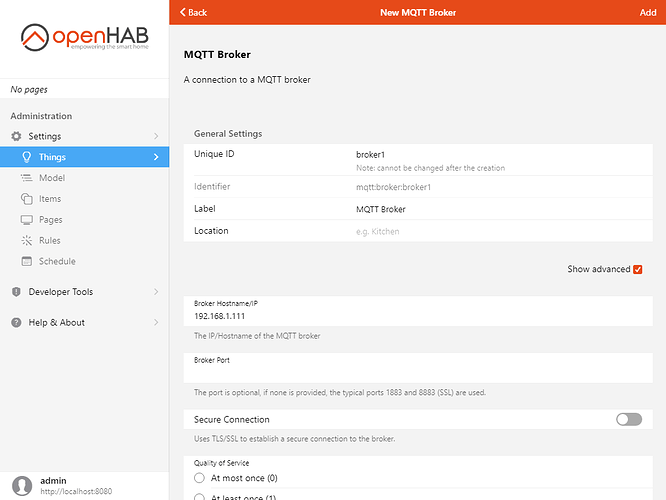 openHAB
empowering the smart home
No pages
Administration
Settings
Things
Model
Items
Pages
Rules
Schedule
Developer Tools
Help & About
admin
http://localhost:8080
Back
New MQTT Broker
Add
MQTT Broker
A connection to a MQTT broker
General Settings
Unique ID
broker1
Note: cannot be changed after the creation
Identifier
mqtt:broker:broker1
Label
MQTT Broker
Location
e.g. Kitchen
Show advanced
Broker Hostname/IP
192.168.1.111
The IP/Hostname of the MQTT broker
Broker Port
The port is optional, if none is provided, the typical ports 1883 and 8883 (SSL) are used.
Secure Connection
Uses TLS/SSL to establish a secure connection to the broker.
Quality of Service
At most once (0)
At least once (1)